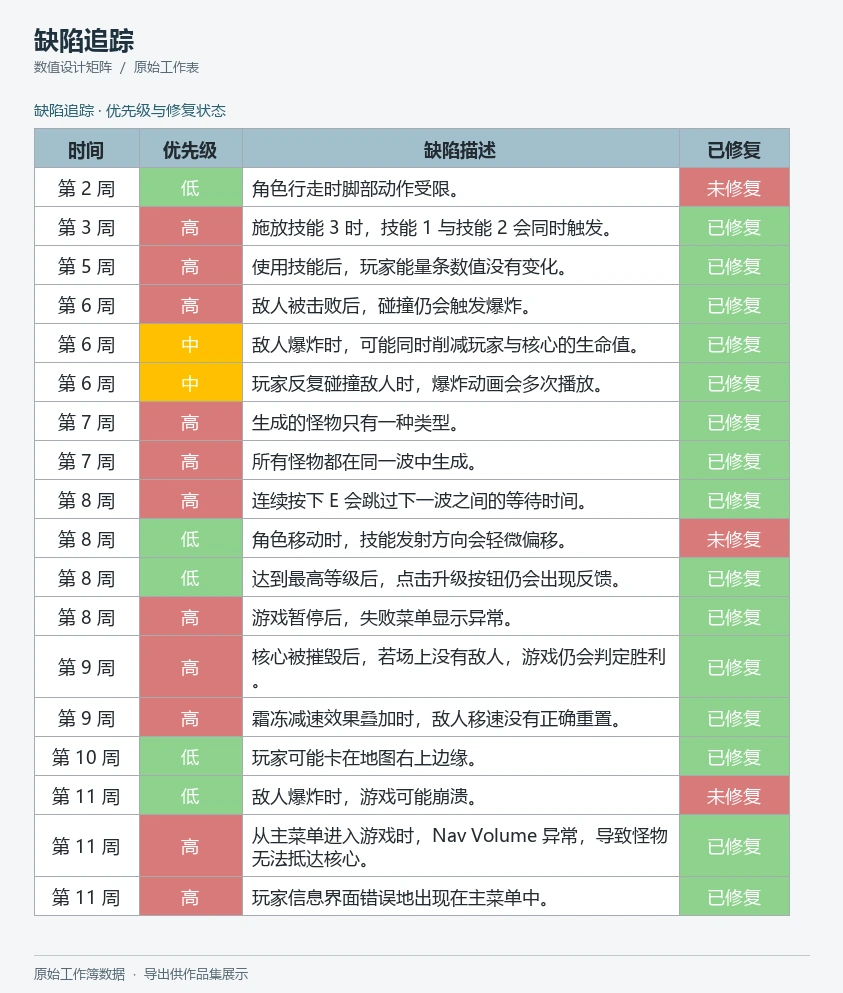 缺陷追踪
数值设计矩阵 / 原始工作表
缺陷追踪 · 优先级与修复状态
时间 优先级 缺陷描述 已修复
第 2 周 低 角色行走时脚部动作受限。 未修复
第 3 周 高 施放技能 3 时，技能 1 与技能 2 会同时触发。 已修复
第 5 周 高 使用技能后，玩家能量条数值没有变化。 已修复
第 6 周 高 敌人被击败后，碰撞仍会触发爆炸。 已修复
第 6 周 中 敌人爆炸时，可能同时削减玩家与核心的生命值。 已修复
第 6 周 中 玩家反复碰撞敌人时，爆炸动画会多次播放。 已修复
第 7 周 高 生成的怪物只有一种类型。 已修复
第 7 周 高 所有怪物都在同一波中生成。 已修复
第 8 周 高 连续按下 E 会跳过下一波之间的等待时间。 已修复
第 8 周 低 角色移动时，技能发射方向会轻微偏移。 未修复
第 8 周 低 达到最高等级后，点击升级按钮仍会出现反馈。 已修复
第 8 周 高 游戏暂停后，失败菜单显示异常。 已修复
第 9 周 高 核心被摧毁后，若场上没有敌人，游戏仍会判定胜利
。 已修复
第 9 周 高 霜冻减速效果叠加时，敌人移速没有正确重置。 已修复
第 10 周 低 玩家可能卡在地图右上边缘。 已修复
第 11 周 低 敌人爆炸时，游戏可能崩溃。 未修复
第 11 周 高 从主菜单进入游戏时，Nav Volume 异常，导致怪物
无法抵达核心。 已修复
第 11 周 高 玩家信息界面错误地出现在主菜单中。 已修复
原始工作簿数据 · 导出供作品集展示